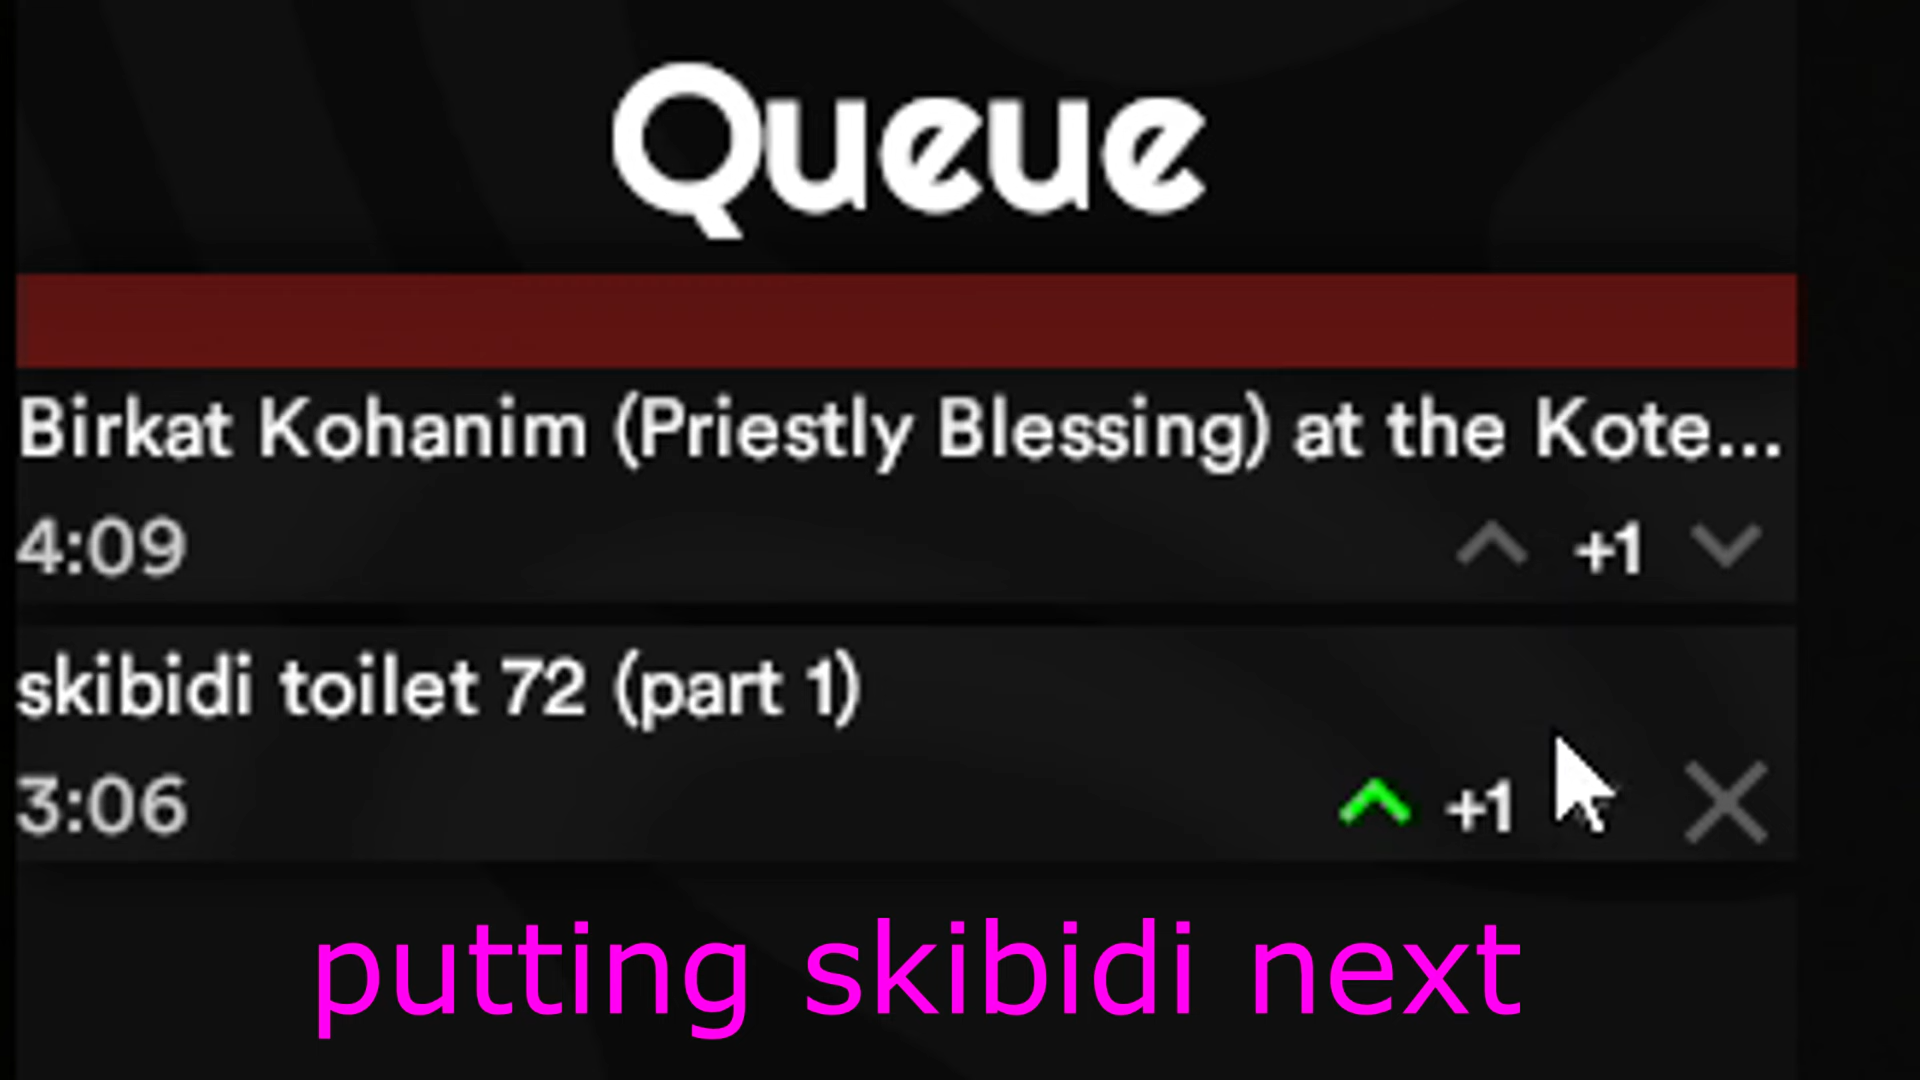 Queue
Birkat Kohanim (Priestly Blessing) at the Kote...
4:09
+1
skibidi toilet 72 (part 1)
3:06
+1
putting skibidi next